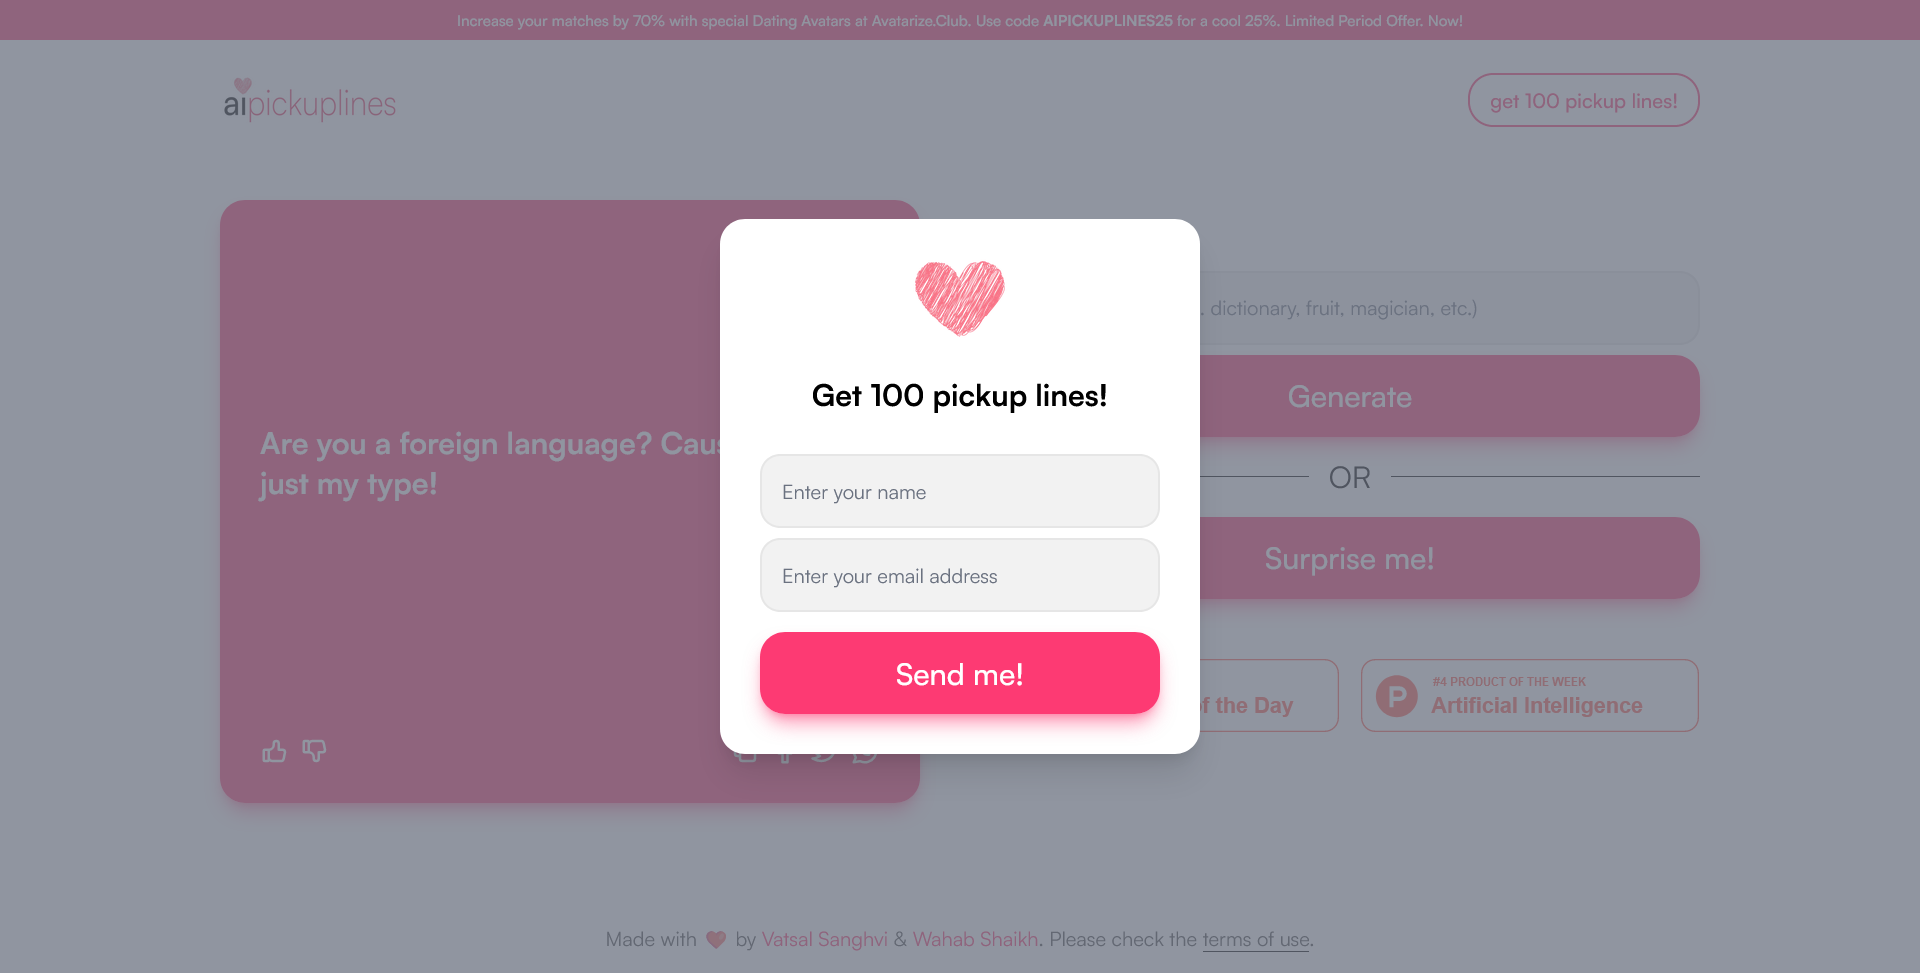 Increase your matches by 70% with special Dating Avatars at Avatarize.Club. Use code AIPICKUPLINES25 for a cool 25%. Limited Period Offer. Now!
aipickuplines
get 100 pickup lines!
Get 100 pickup lines!
Enter your name
Enter your email address
Send me!
Are you a foreign language?
just my type!
dictionary, fruit, magician, etc.)
Generate
OR
Surprise me!
of the Day
#4 PRODUCT OF THE WEEK
P Artificial Intelligence
Made with ❤ by Vatsal Sanghvi & Wahab Shaikh. Please check the terms of use.